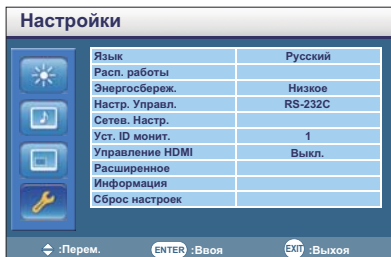 Настройки
Язык Русский
Расп. работы
Энергосбереж. Низкое
Настр. Управл. RS-232C
Сетев. Настр.
Уст. ID монит. 1
Управление HDMI Выкл.
Расширенное
Информация
Сброс настроек
:Перем. ENTER :Ввоя EXIT :Выхоя